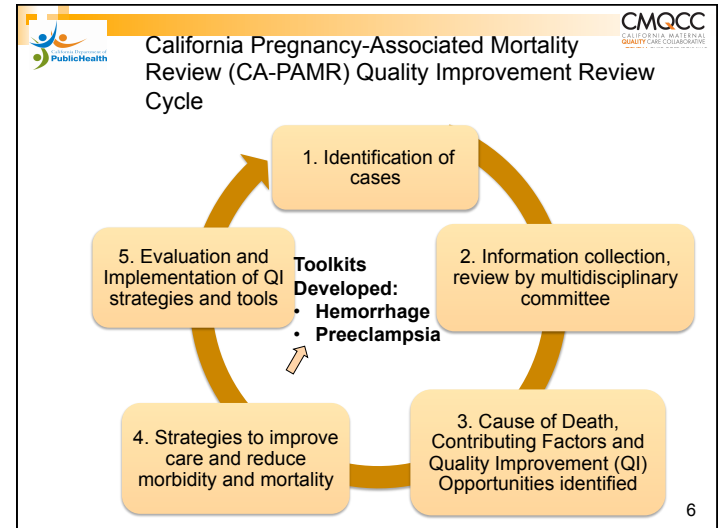 California Department of
PublicHealth
CMQCC
CALIFORNIA MATERNAL
QUALITY CARE COLLABORATIVE
California Pregnancy-Associated Mortality
Review (CA-PAMR) Quality Improvement Review
Cycle
1. Identification of
cases
2. Information collection,
review by multidisciplinary
committee
3. Cause of Death,
Contributing Factors and
Quality Improvement (QI)
Opportunities identified
4. Strategies to improve
care and reduce
morbidity and mortality
5. Evaluation and
Implementation of QI
strategies and tools
Toolkits
Developed:
• Hemorrhage
• Preeclampsia
6